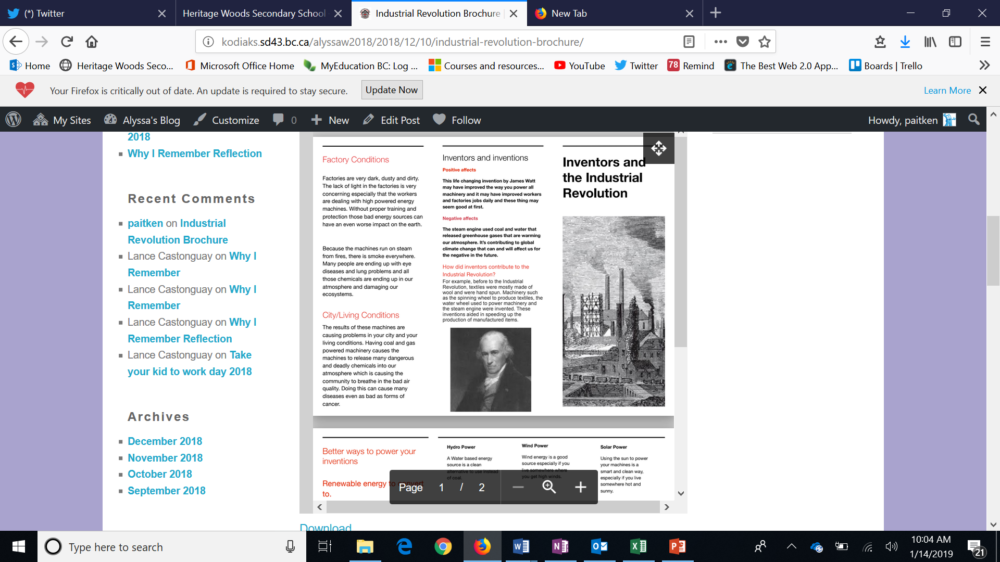 (*) Twitter
Heritage Woods Secondary School
Industrial Revolution Brochure |
New Tab
kodiaks.sd43.bc.ca/alyssaw2018/2018/12/10/industrial-revolution-brochure/
Home
Heritage Woods Seco...
Microsoft Office Home
MyEducation BC: Log ...
Courses and resources...
YouTube
Twitter
78
Remind
The Best Web 2.0 App...
Boards | Trello
Your Firefox is critically out of date. An update is required to stay secure.
Update Now
Learn More
My Sites
Alyssa's Blog
Customize
0
New
Edit Post
Follow
Howdy, paitken
2018
Why I Remember Reflection
Recent Comments
paitken on Industrial
Revolution Brochure
Lance Castonguay on Why I
Remember
Lance Castonguay on Why I
Remember
Lance Castonguay on Why I
Remember Reflection
Lance Castonguay on Take
your kid to work day 2018
Archives
December 2018
November 2018
October 2018
September 2018
Factory Conditions
Factories are very dark, dusty and dirty.
The lack of light in the factories is very
concerning especially that the workers
are dealing with high powered energy
machines. Without proper training and
protection those bad energy sources can
have an even worse impact on the earth.
Because the machines run on steam
from fires, there is smoke everywhere.
Many people are ending up with eye
diseases and lung problems and all
those chemicals are ending up in our
atmosphere and damaging our
ecosystems.
City/Living Conditions
The results of these machines are
causing problems in your city and your
living conditions. Having coal and gas
powered machinery causes the
machines to release many dangerous
and deadly chemicals into our
atmosphere which is causing the
community to breathe in the bad air
quality. Doing this can cause many
diseases even as bad as forms of
cancer.
Inventors and inventions
Positive affects
This life changing invention by James Watt
may have improved the way you power all
machinery and it may have improved workers
and factories jobs daily and these thing may
seem good at first.
Negative affects
The steam engine used coal and water that
released greenhouse gases that are warming
our atmosphere. It's contributing to global
climate change that can and will affect us for
the negative in the future.
How did inventors contribute to the
Industrial Revolution?
For example, before to the Industrial
Revolution, textiles were mostly made of
wool and were hand spun. Machinery such
as the spinning wheel to produce textiles, the
water wheel used to power machinery and
the steam engine were invented. These
inventions aided in speeding up the
production of manufactured items.
Inventors and
the Industrial
Revolution
Better ways to power your
inventions
Renewable energy to convert
to.
Hydro Power
A Water based energy
source is a clean
alternative to use instead
of coal.
Wind Power
Wind energy is a good
source especially if you
live somewhere where
you get high winds.
Solar Power
Using the sun to power
your machines is a
smart and clean way,
especially if you live
somewhere hot and
sunny.
Page 1 / 2
Download
Type here to search
10:04 AM
1/14/2019
21